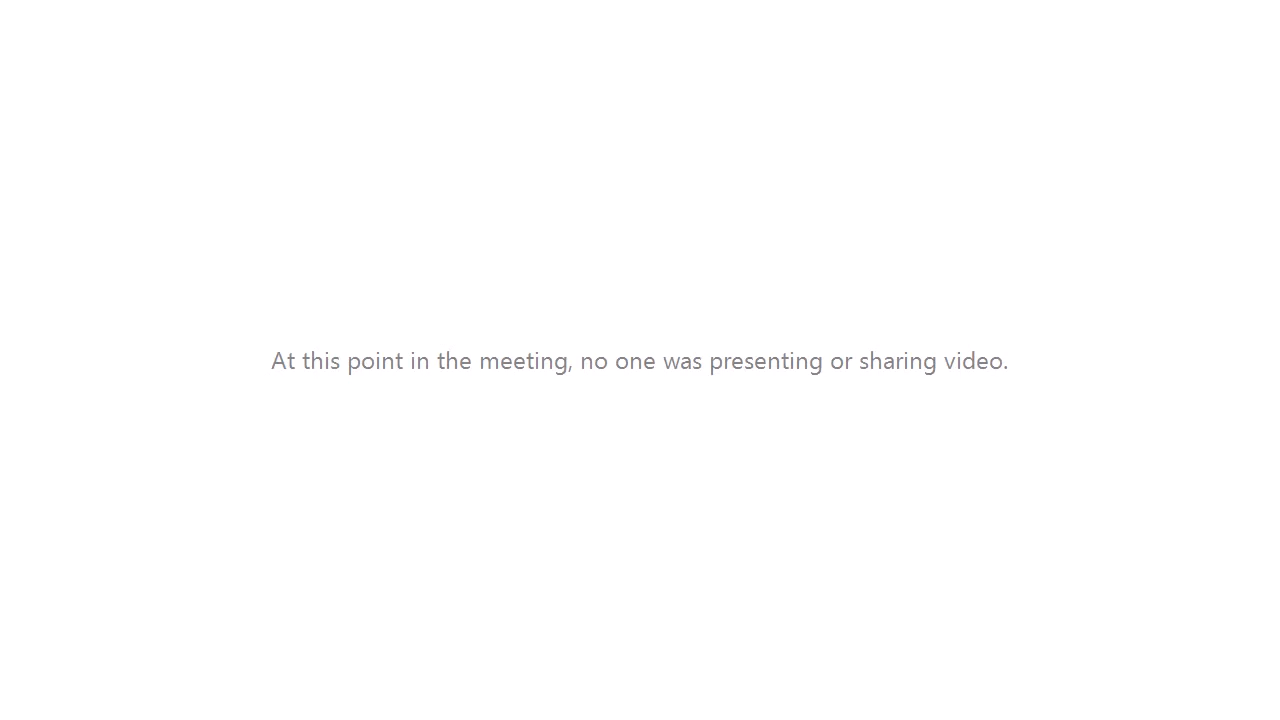 At this point in the meeting, no one was presenting or sharing video.